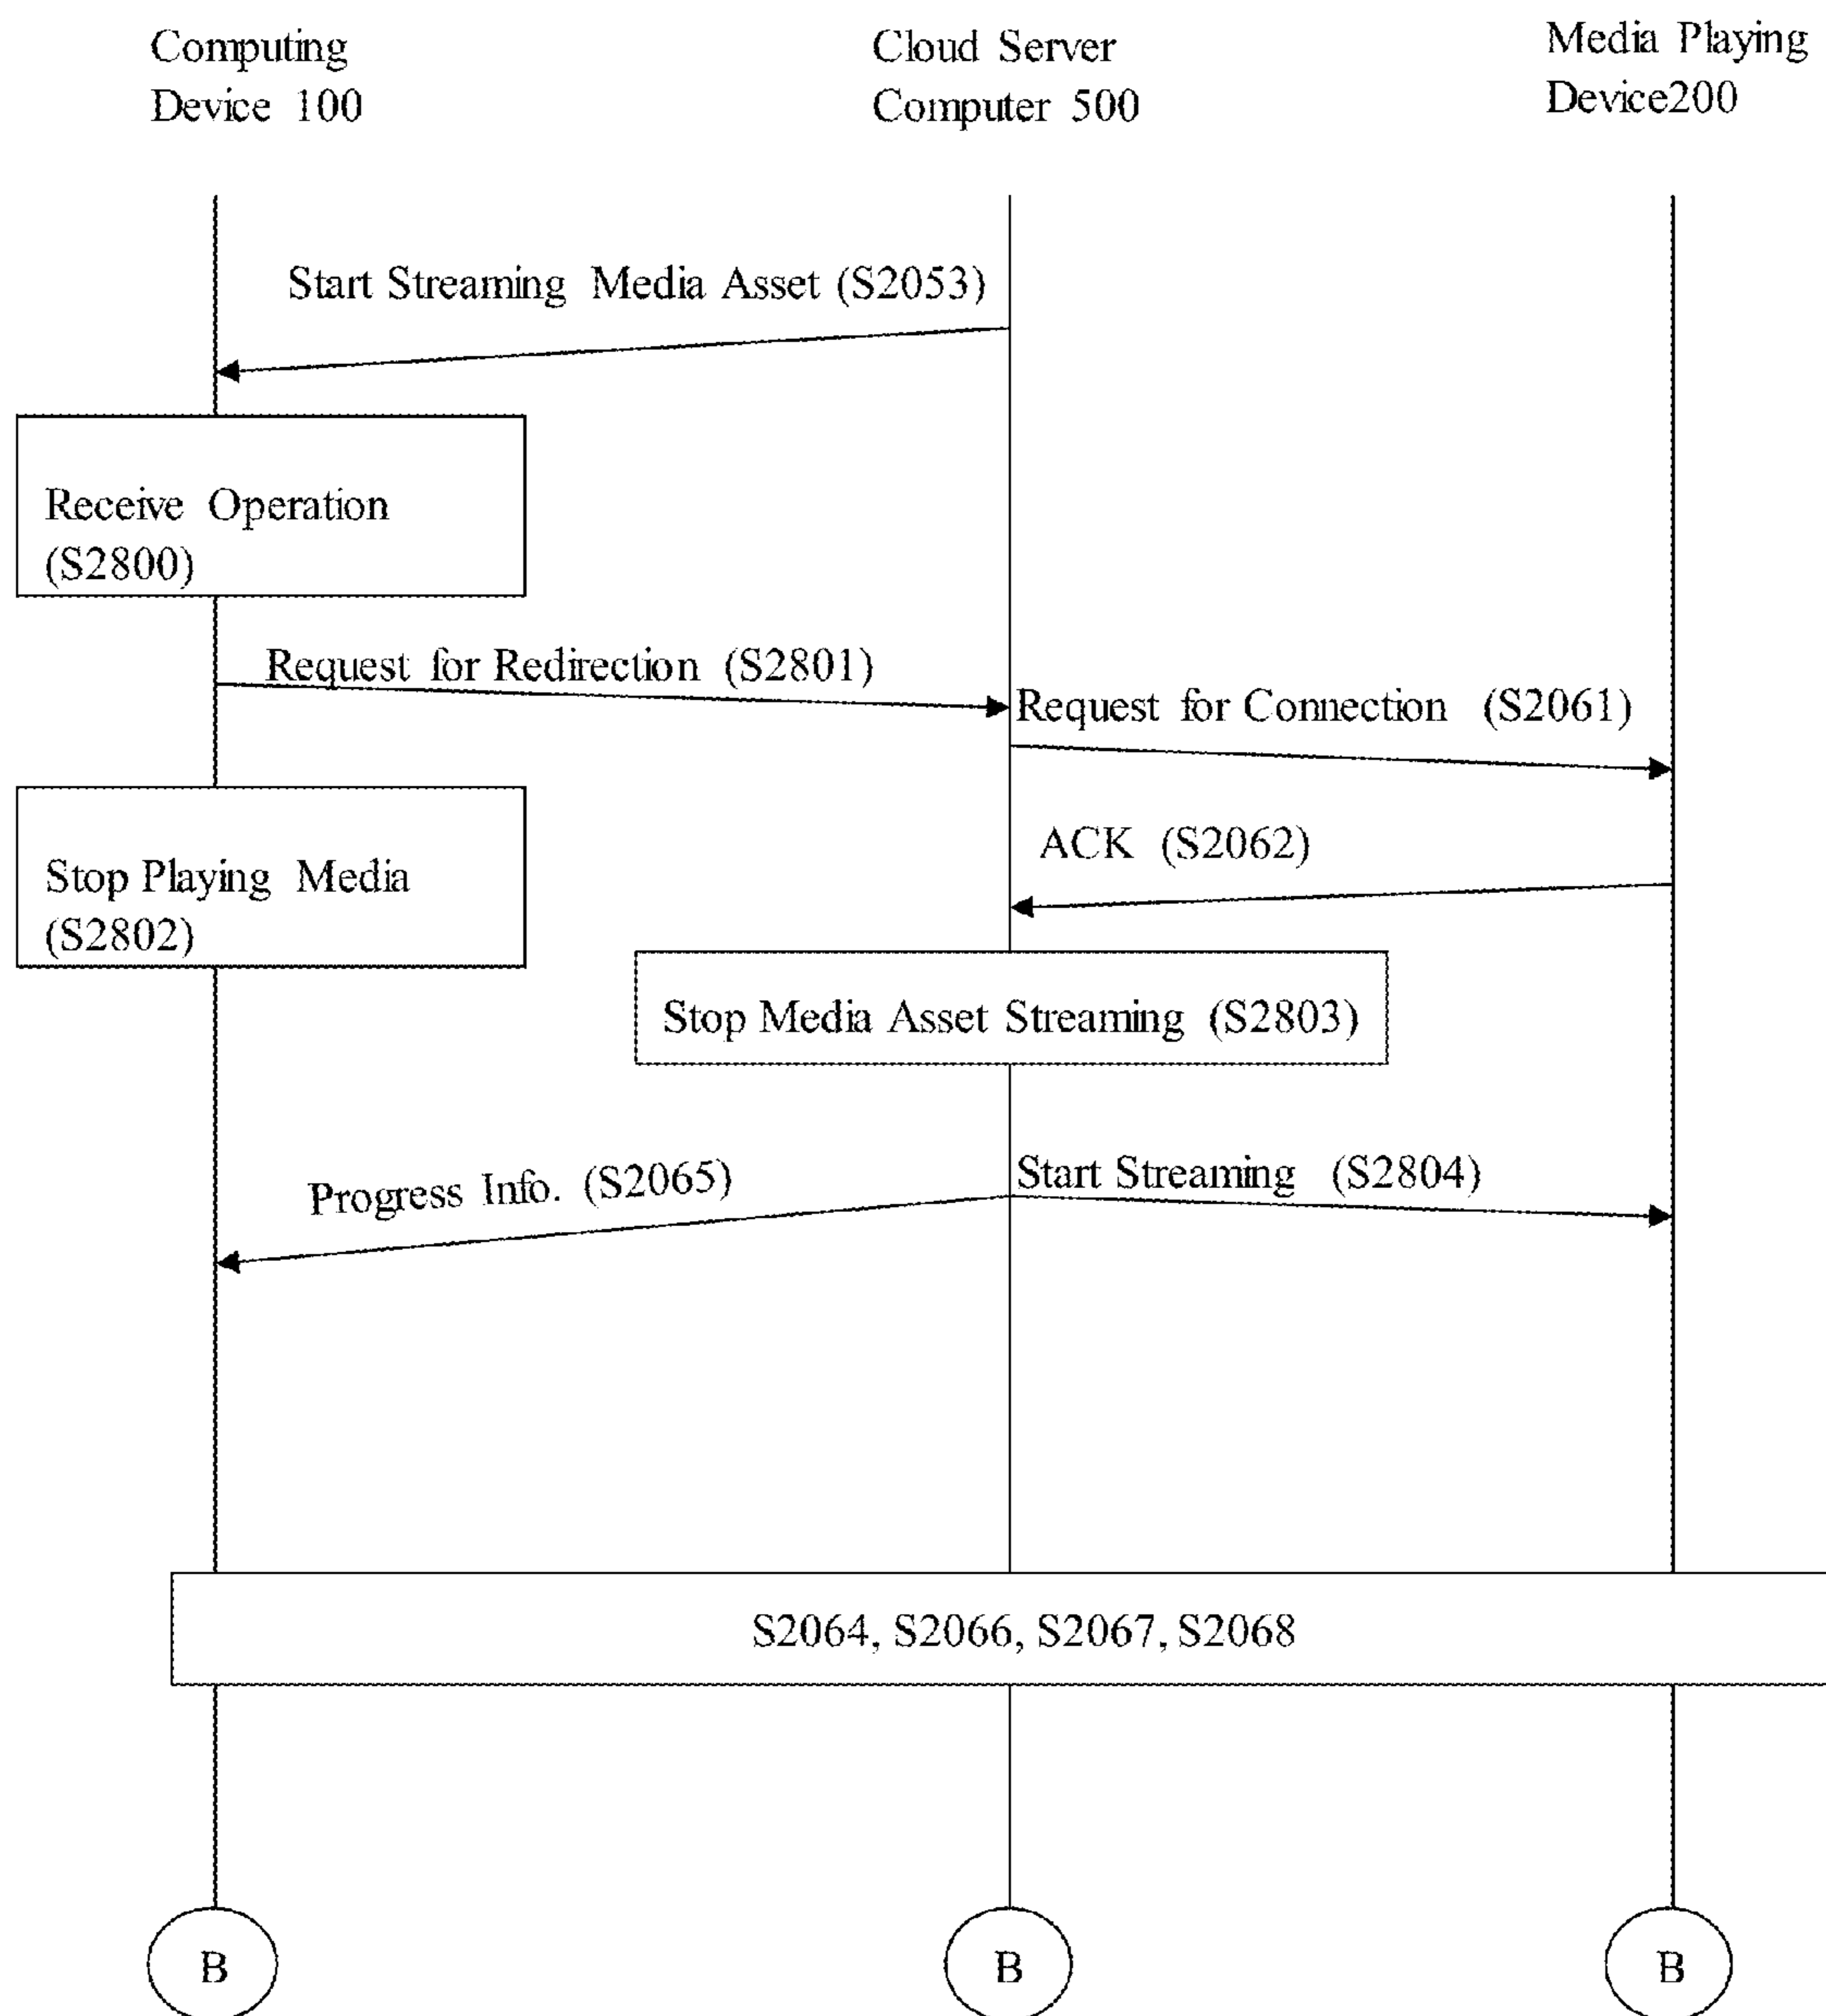 Computing
Device 100
Cloud Server
Computer 500
Media Playing
Device200
Start Streaming Media Asset (S2053)
Receive Operation
(S2800)
Request for Redirection (S2801)
Request for Connection (S2061)
Stop Playing Media
(S2802)
ACK (S2062)
Stop Media Asset Streaming (S2803)
Progress Info. (S2065)
Start Streaming (S2804)
S2064, S2066, S2067, S2068
B
B
B